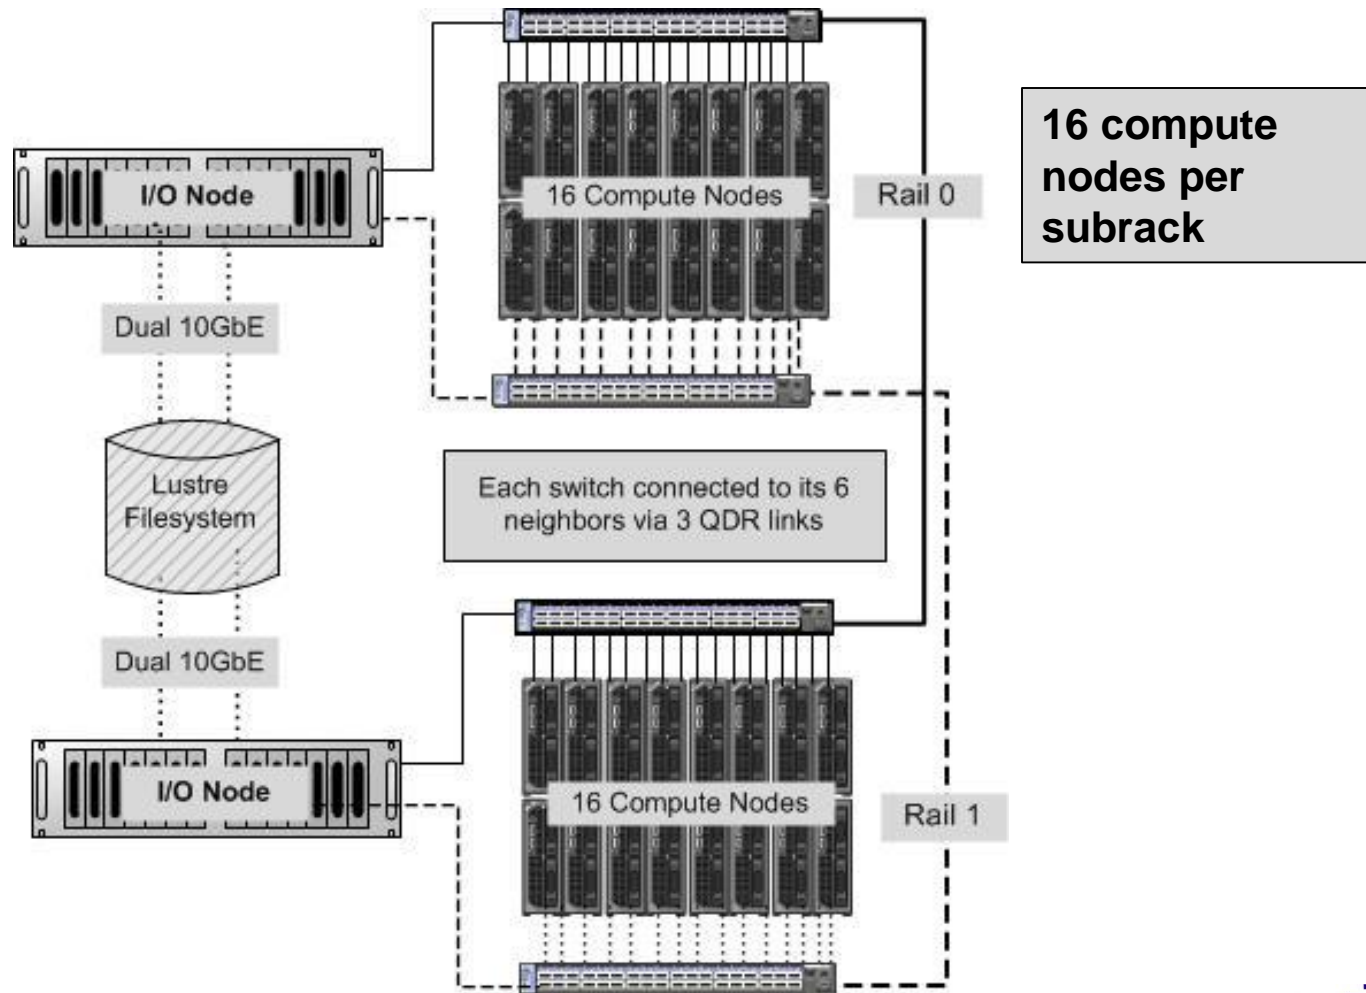 16 compute
nodes per
subrack
I/O Node
16 Compute Nodes
Rail 0
Dual 10GbE
Lustre
Filesystem
Each switch connected to its 6
neighbors via 3 QDR links
Dual 10GbE
I/O Node
16 Compute Nodes
Rail 1